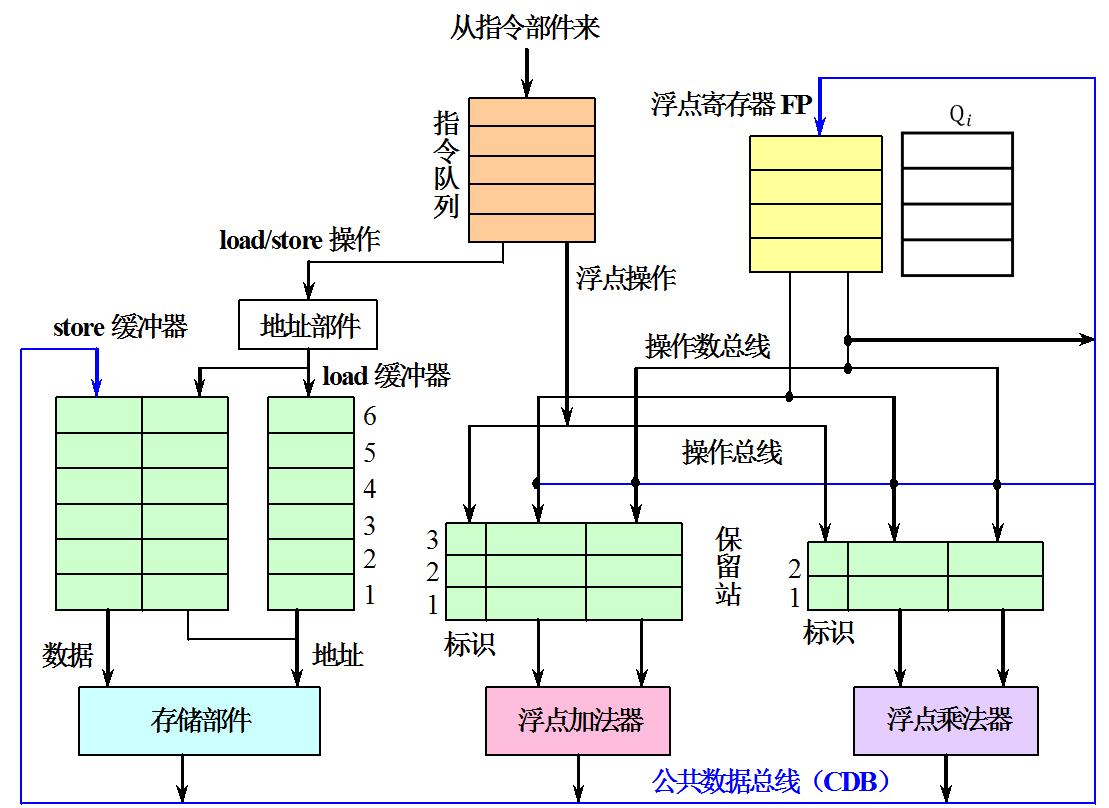 从指令部件来
指令队列
浮点寄存器 FP
Qi
load/store 操作
浮点操作
地址部件
store 缓冲器
load 缓冲器
操作数总线
操作总线
6
5
4
3
2
1
3
2
1
保留站
2
1
标识
标识
数据
地址
存储部件
浮点加法器
浮点乘法器
公共数据总线（CDB）